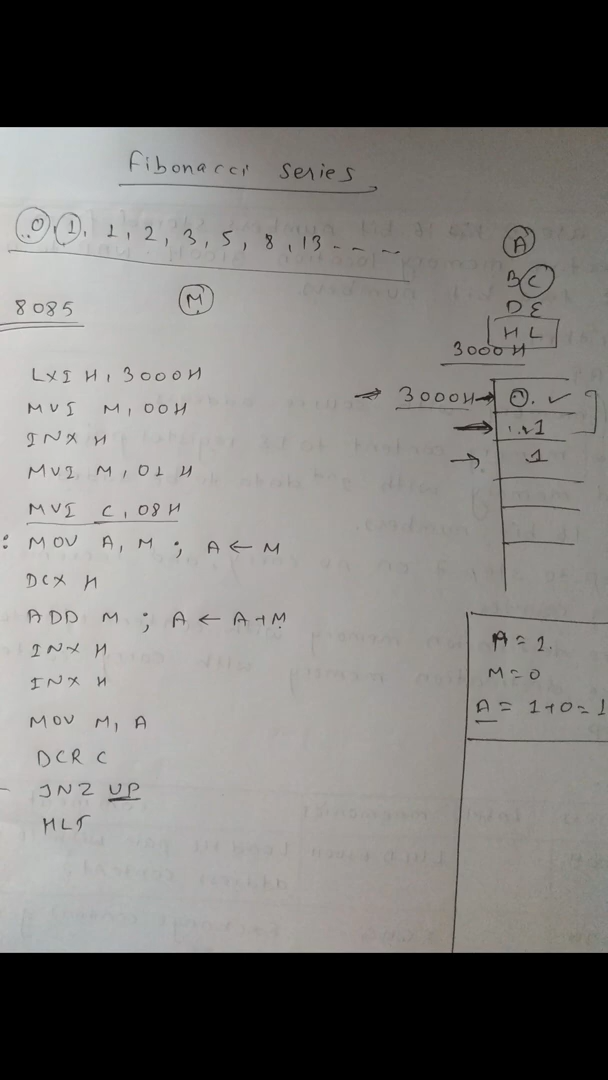 Fibonacci series
0, 1, 1, 2, 3, 5, 8, 13 - - - - -
8085
M
A
B C
D E
H L
3000H
LXI H, 3000H
MVI M, 00H
INX H
MVI M, 01H
MVI C, 08H
: MOV A, M ; A ← M
DCX H
ADD M ; A ← A+M
INX H
INX H
MOV M, A
DCR C
JNZ UP
HLT
→ 3000H → 0. ✓
→ 1
→ 1
A = 1.
M = 0
A = 1+0 = 1